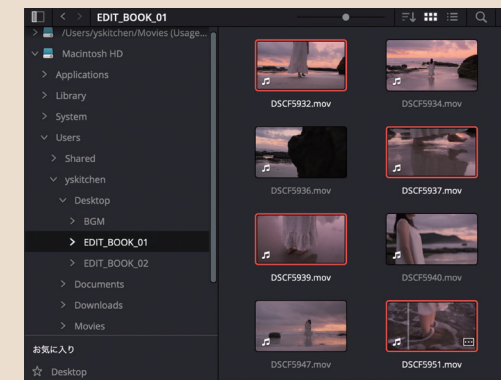 EDIT_BOOK_01
/Users/yskitchen/Movies (Usage...
Macintosh HD
Applications
Library
System
Users
Shared
yskitchen
Desktop
BGM
EDIT_BOOK_01
EDIT_BOOK_02
Documents
Downloads
Movies
お気に入り
Desktop
DSCF5932.mov
DSCF5934.mov
DSCF5936.mov
DSCF5937.mov
DSCF5939.mov
DSCF5940.mov
DSCF5947.mov
DSCF5951.mov